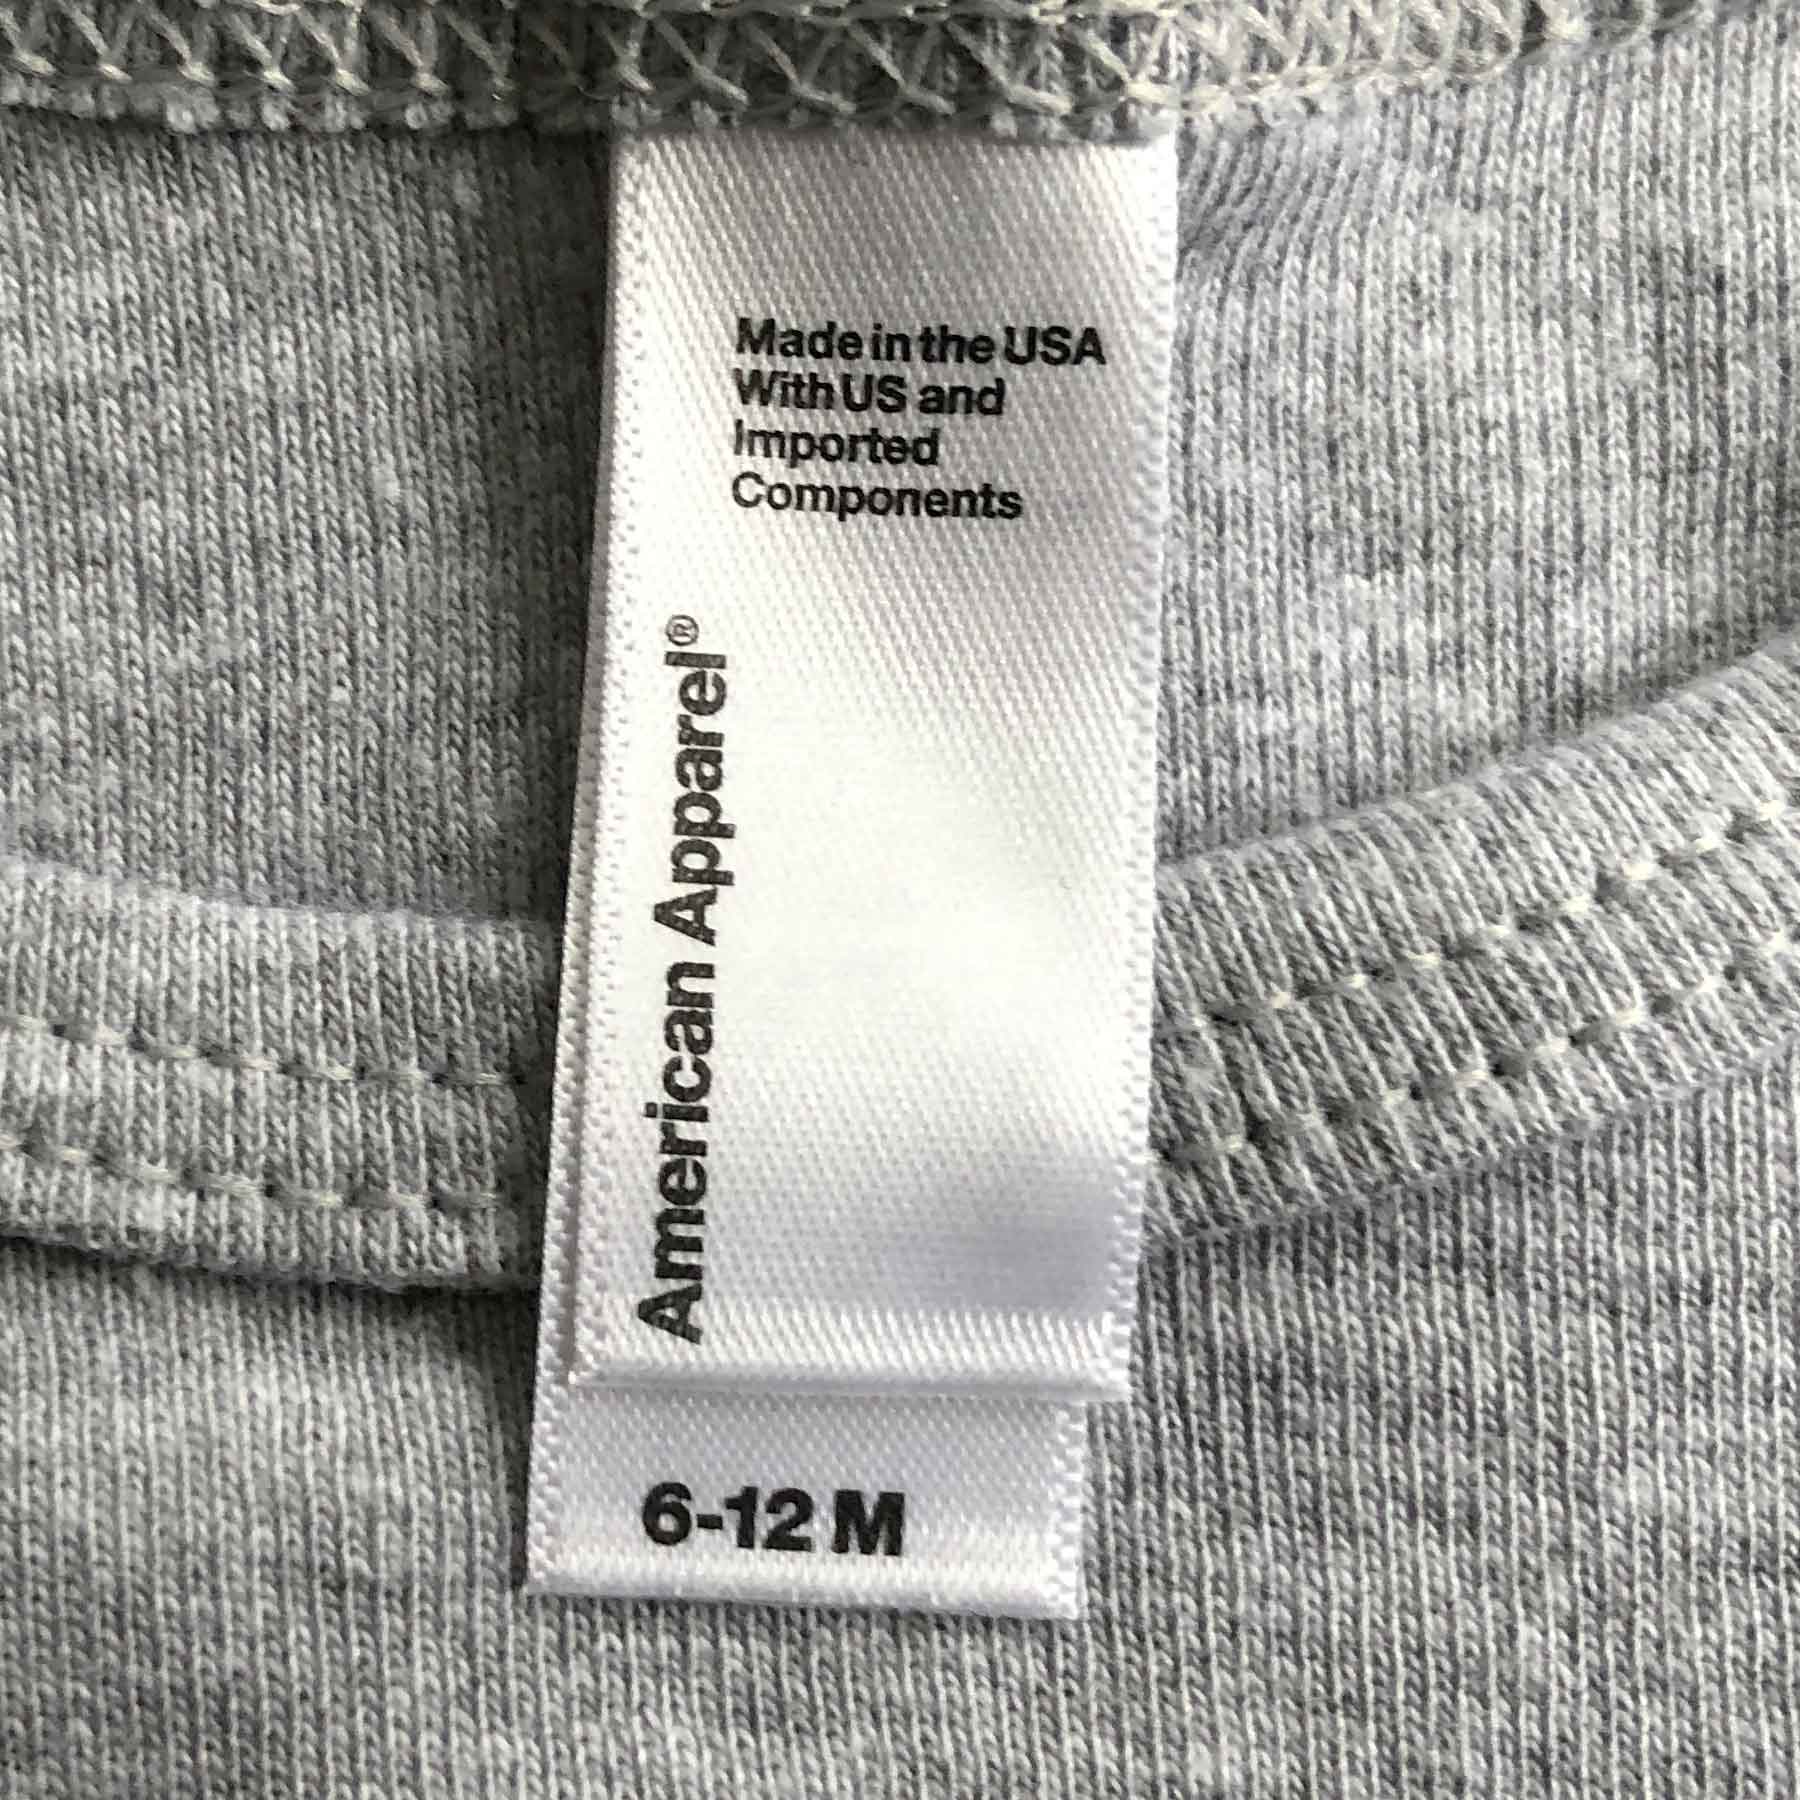 Made in the USA
With US and
Imported
Components
American Apparel®
6-12 M